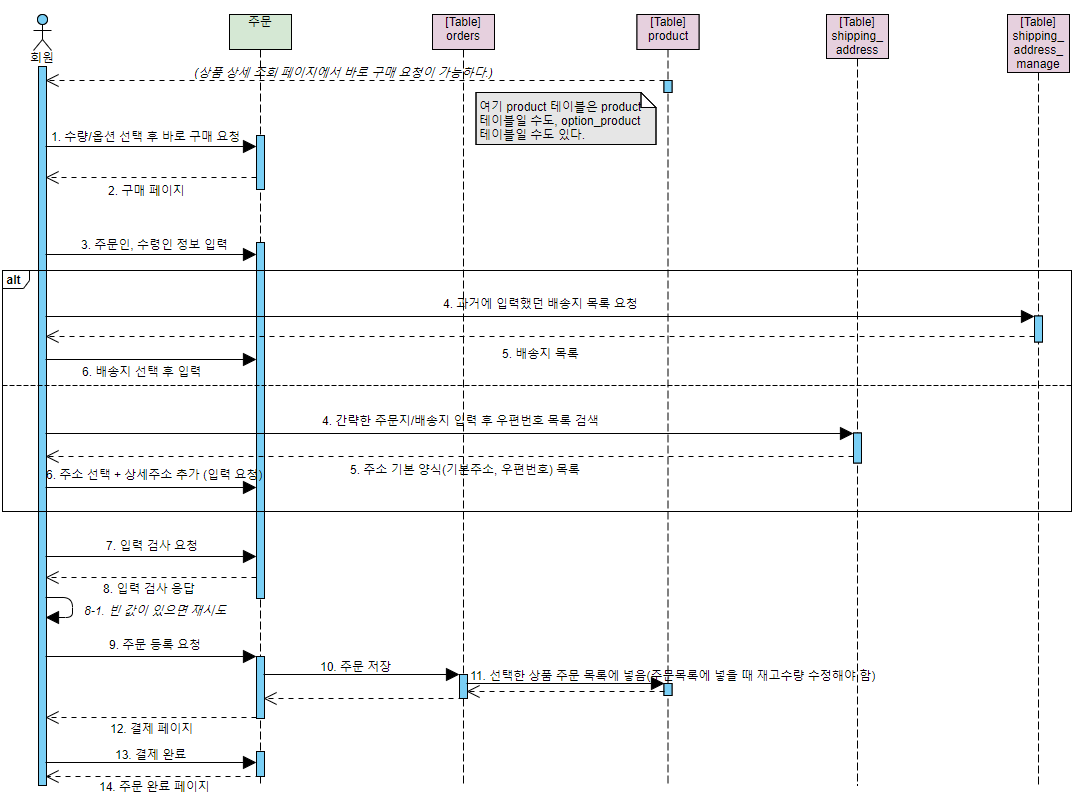 회원
주문
[Table]
orders
[Table]
product
[Table]
shipping_
address
[Table]
shipping_
address_
manage
(상품 상세 조회 페이지에서 바로 구매 요청이 가능하다.)
여기 product 테이블은 product
테이블일 수도, option_product
테이블일 수도 있다.
1. 수량/옵션 선택 후 바로 구매 요청
2. 구매 페이지
3. 주문인, 수령인 정보 입력
alt
4. 과거에 입력했던 배송지 목록 요청
5. 배송지 목록
6. 배송지 선택 후 입력
4. 간략한 주문지/배송지 입력 후 우편번호 목록 검색
5. 주소 기본 양식(기본주소, 우편번호) 목록
6. 주소 선택 + 상세주소 추가 (입력 요청)
7. 입력 검사 요청
8. 입력 검사 응답
8-1. 빈 값이 있으면 재시도
9. 주문 등록 요청
10. 주문 저장
11. 선택한 상품 주문 목록에 넣음(주문목록에 넣을 때 재고수량 수정해야 함)
12. 결제 페이지
13. 결제 완료
14. 주문 완료 페이지